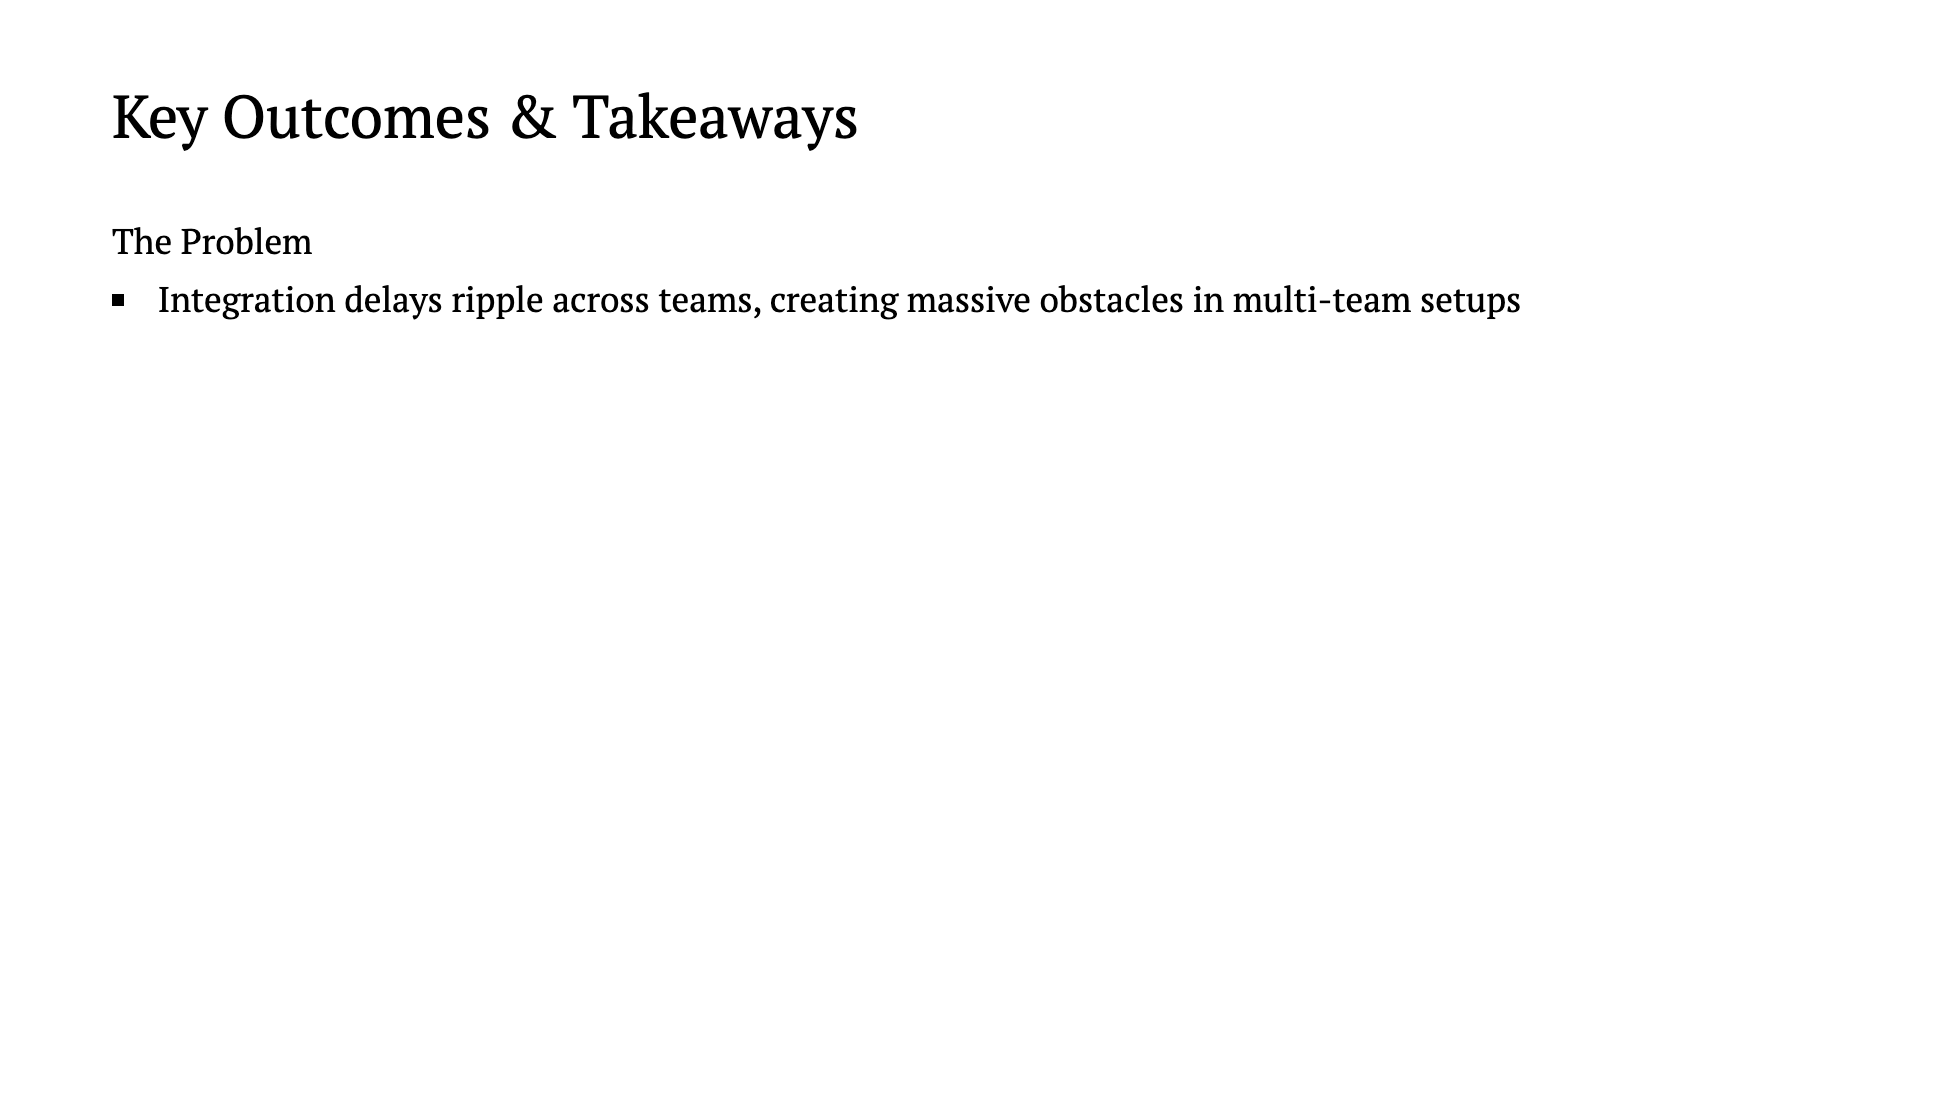 Key Outcomes & Takeaways
The Problem
▪ Integration delays ripple across teams, creating massive obstacles in multi-team setups